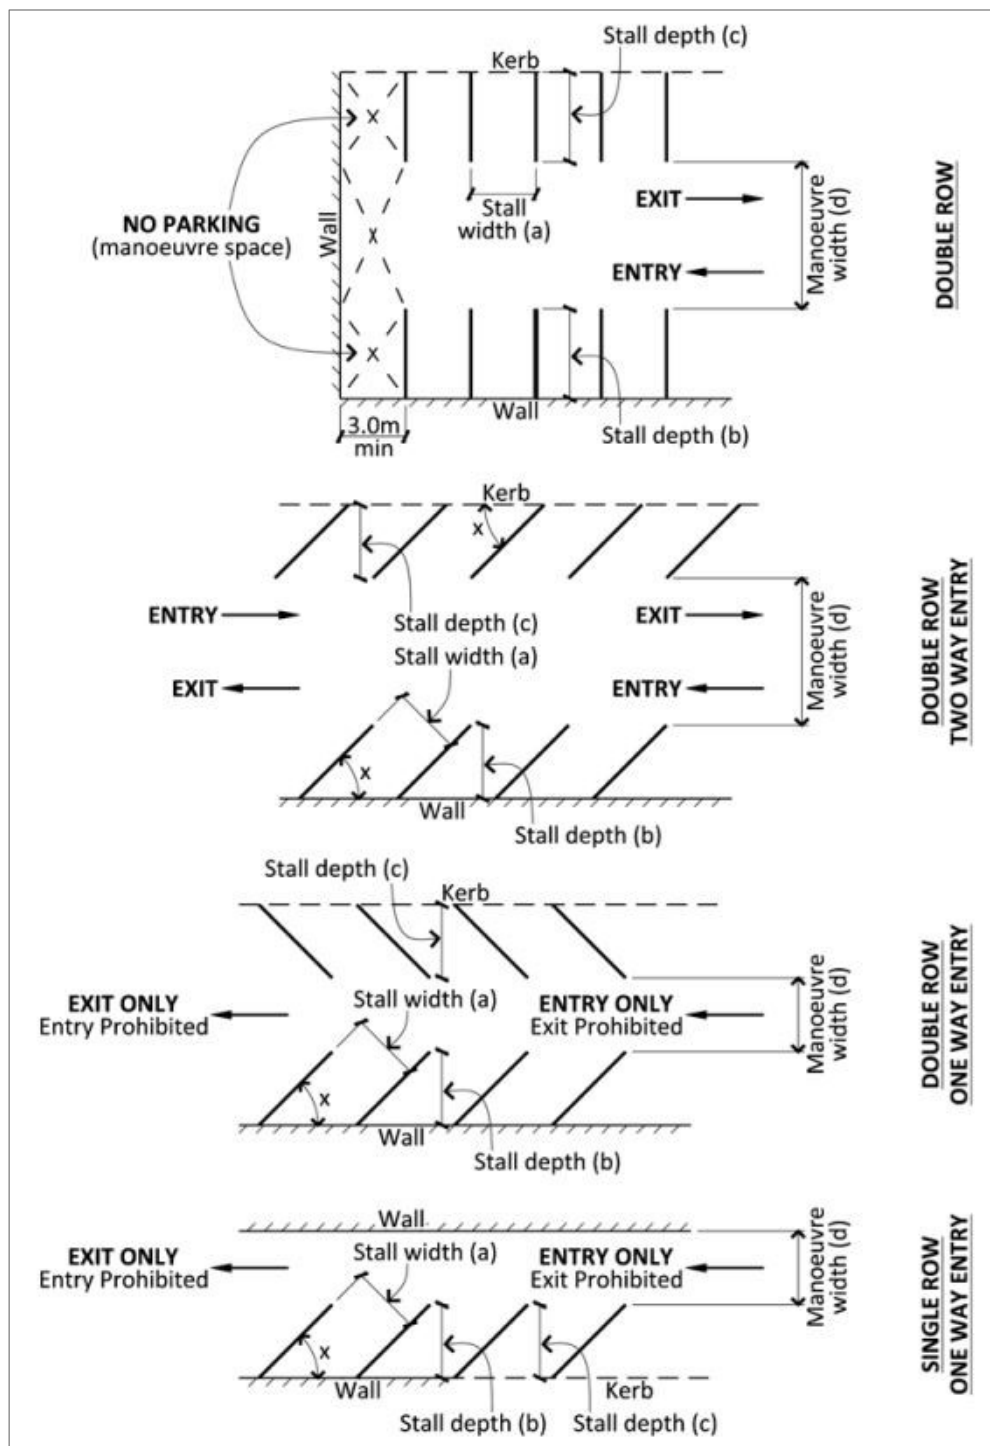 Stall depth (c)
Kerb
x
NO PARKING
(manoeuvre space)
Wall
x
Stall
width (a)
EXIT
ENTRY
Manoeuvre
width (d)
DOUBLE ROW
x
3.0m
min
Wall
Stall depth (b)
Kerb
x
ENTRY
Stall depth (c)
Stall width (a)
EXIT
EXIT
ENTRY
Manoeuvre
width (d)
DOUBLE ROW
TWO WAY ENTRY
x
Wall
Stall depth (b)
Stall depth (c)
Kerb
EXIT ONLY
Entry Prohibited
Stall width (a)
ENTRY ONLY
Exit Prohibited
Manoeuvre
width (d)
DOUBLE ROW
ONE WAY ENTRY
x
Wall
Stall depth (b)
Wall
EXIT ONLY
Entry Prohibited
Stall width (a)
ENTRY ONLY
Exit Prohibited
Manoeuvre
width (d)
SINGLE ROW
ONE WAY ENTRY
x
Wall
Kerb
Stall depth (b)
Stall depth (c)